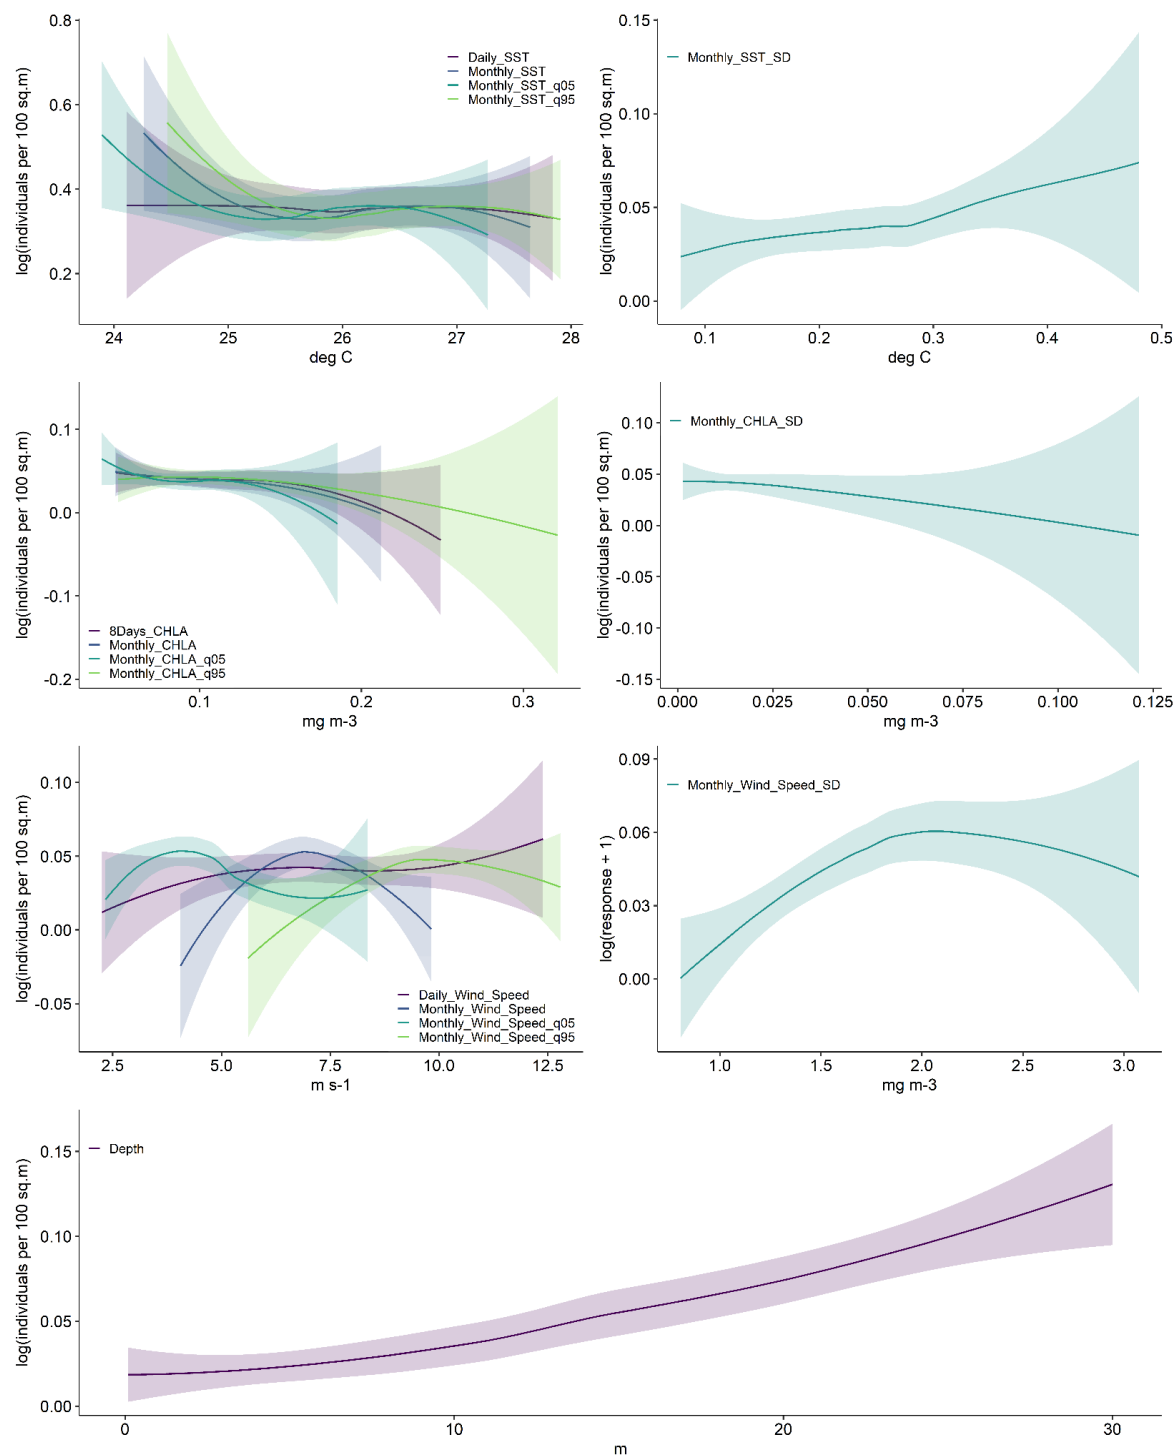 0.8
0.6
0.4
0.2
log(individuals per 100 sq.m)
Daily_SST
Monthly_SST
Monthly_SST_q05
Monthly_SST_q95
24 25 26 27 28
deg C
0.15
0.10
0.05
0.00
log(individuals per 100 sq.m)
Monthly_SST_SD
0.1 0.2 0.3 0.4 0.5
deg C
0.1
0.0
-0.1
-0.2
log(individuals per 100 sq.m)
8Days_CHLA
Monthly_CHLA
Monthly_CHLA_q05
Monthly_CHLA_q95
0.1 0.2 0.3
mg m-3
0.10
0.05
0.00
-0.05
-0.10
-0.15
log(individuals per 100 sq.m)
Monthly_CHLA_SD
0.000 0.025 0.050 0.075 0.100 0.125
mg m-3
0.10
0.05
0.00
-0.05
log(individuals per 100 sq.m)
Daily_Wind_Speed
Monthly_Wind_Speed
Monthly_Wind_Speed_q05
Monthly_Wind_Speed_q95
2.5 5.0 7.5 10.0 12.5
m s-1
0.09
0.06
0.03
0.00
log(response + 1)
Monthly_Wind_Speed_SD
1.0 1.5 2.0 2.5 3.0
mg m-3
0.15
0.10
0.05
0.00
log(individuals per 100 sq.m)
Depth
0 10 20 30
m